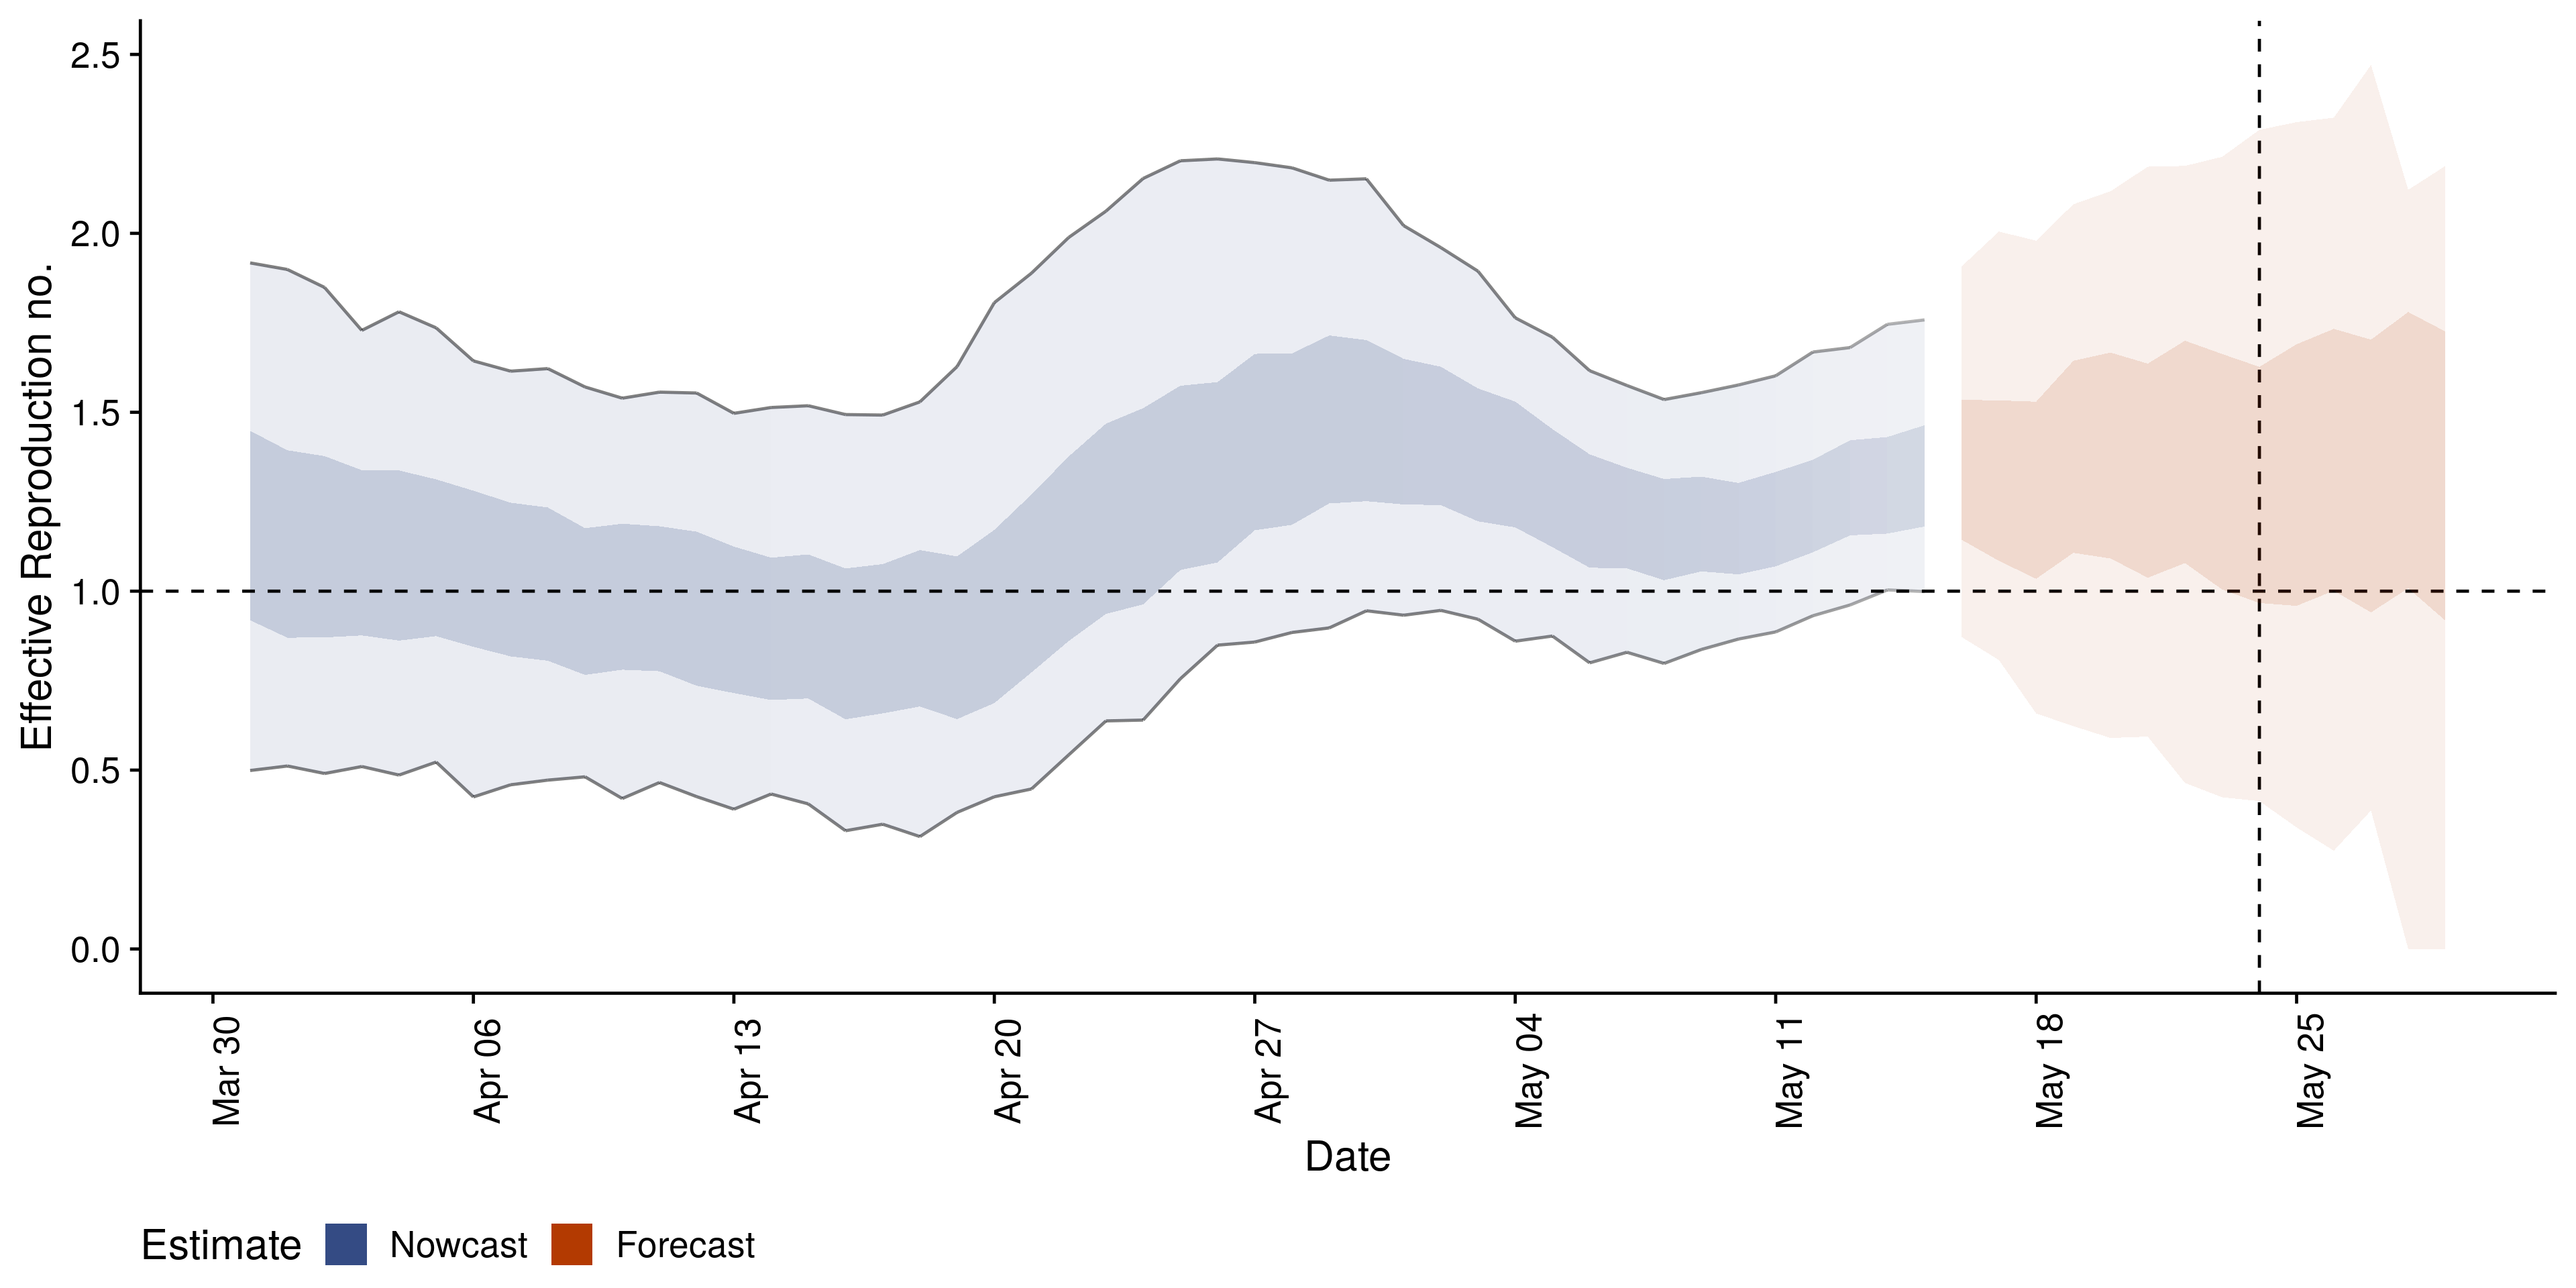 Effective Reproduction no.
2.5
2.0
1.5
1.0
0.5
0.0
Mar 30
Apr 06
Apr 13
Apr 20
Apr 27
May 04
May 11
May 18
May 25
Date
Estimate Nowcast Forecast